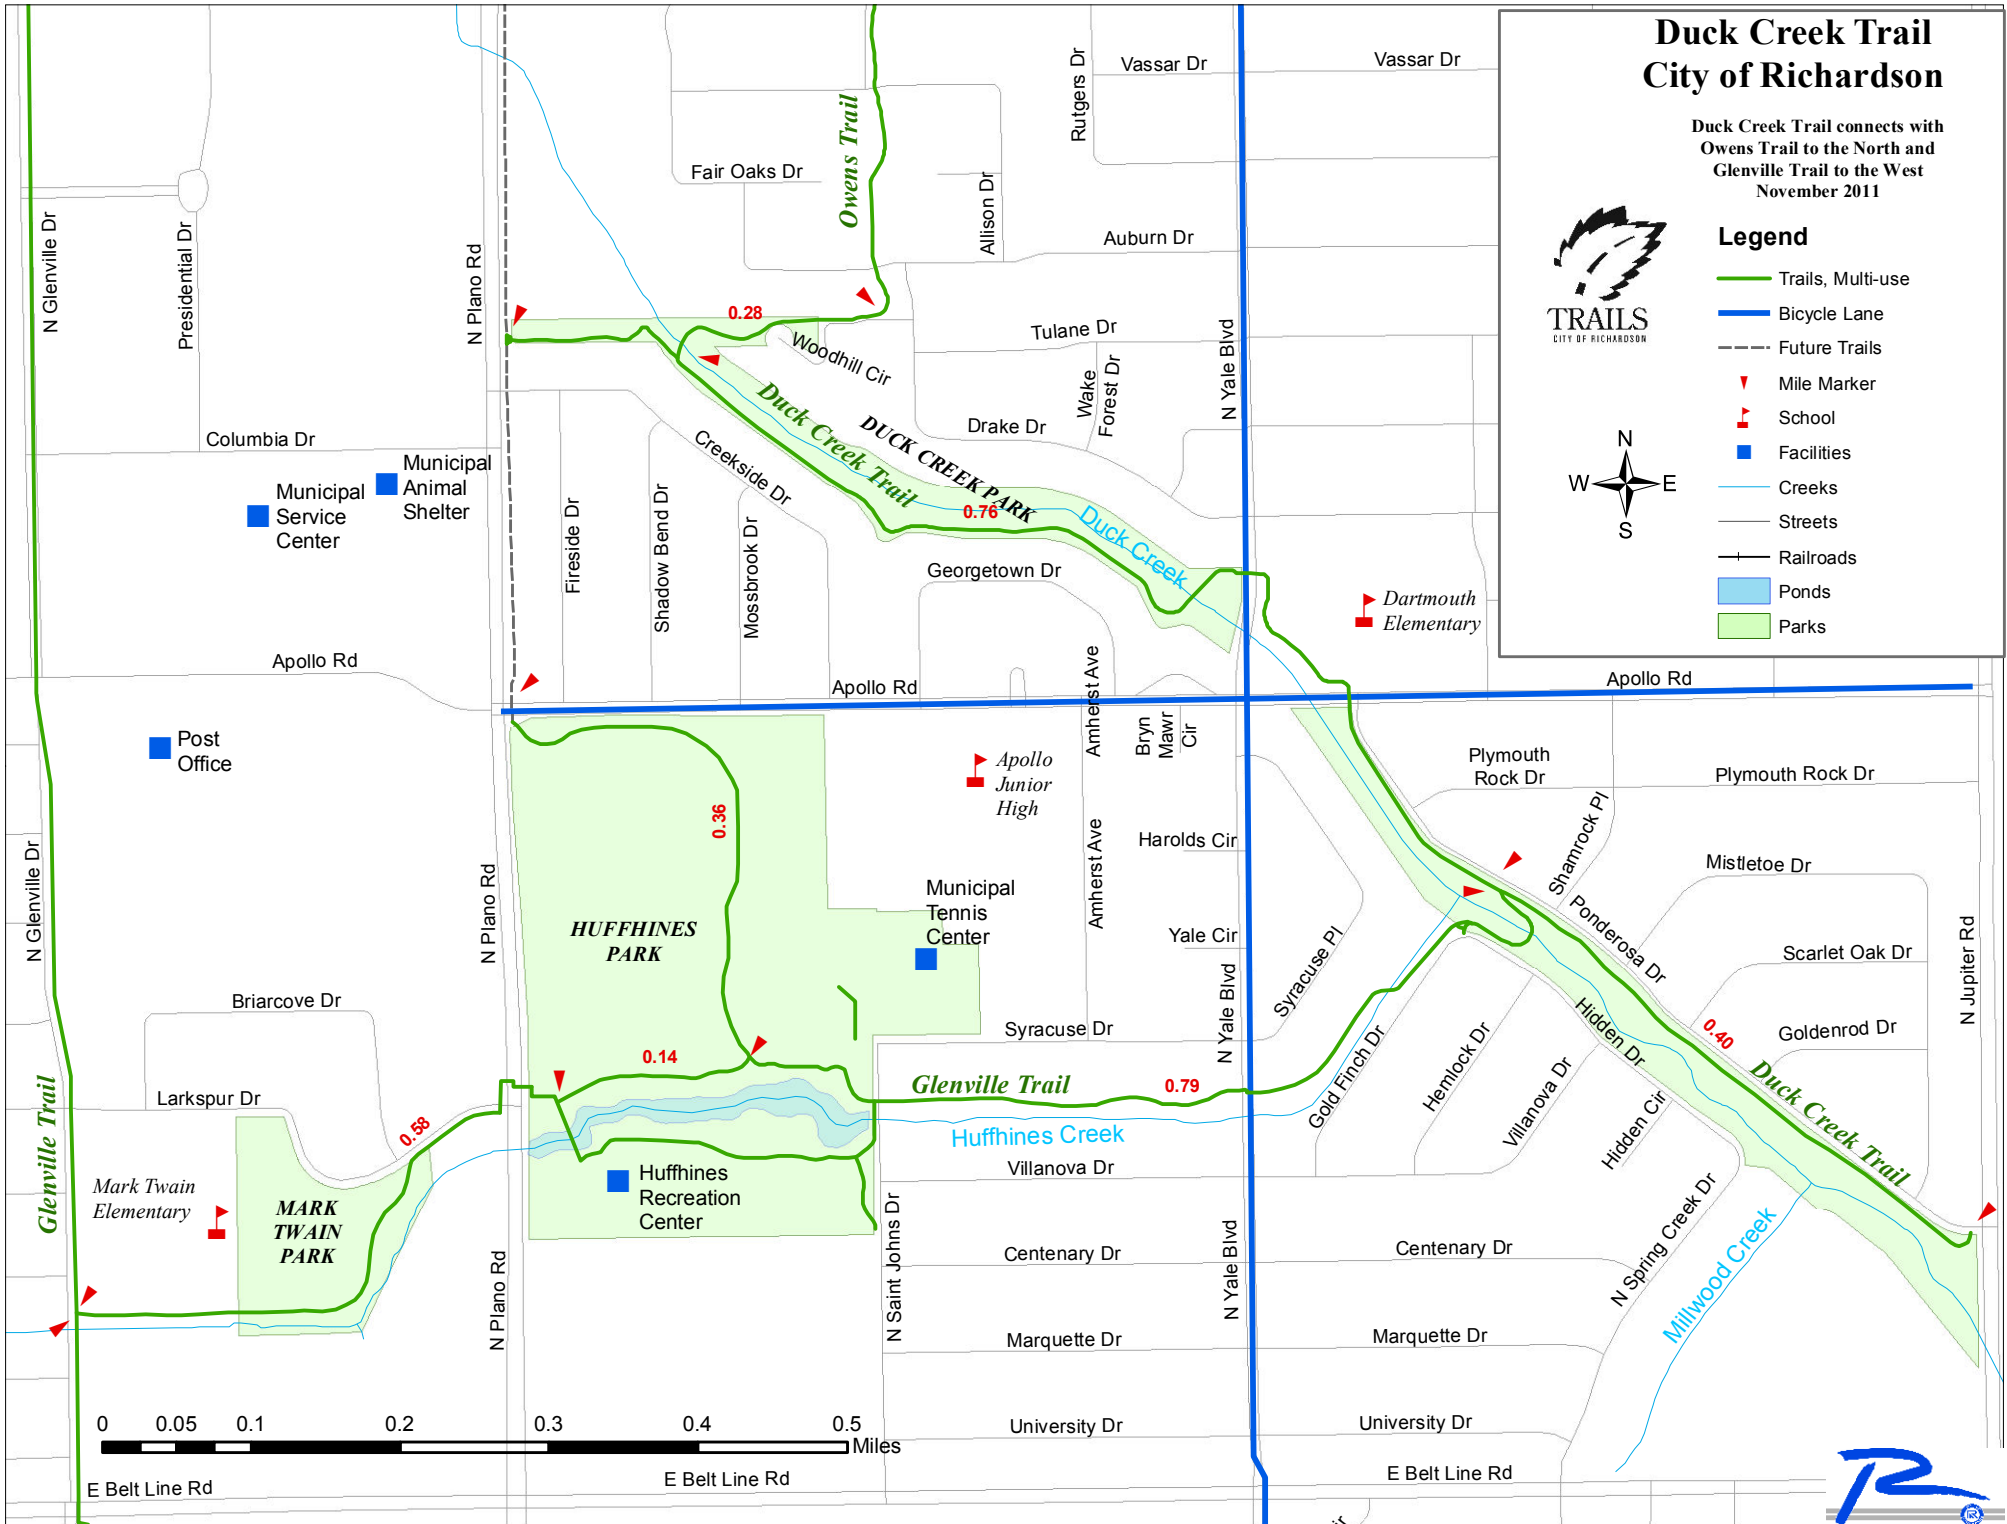 Duck Creek Trail
City of Richardson
Duck Creek Trail connects with
Owens Trail to the North and
Glenville Trail to the West
November 2011
TRAILS
CITY OF RICHARDSON
Legend
Trails, Multi-use
Bicycle Lane
Future Trails
Mile Marker
School
Facilities
Creeks
Streets
Railroads
Ponds
Parks
N
W
E
S
Vassar Dr
Vassar Dr
Rutgers Dr
Owens Trail
Fair Oaks Dr
Allison Dr
Auburn Dr
N Glenville Dr
Presidential Dr
N Plano Rd
0.28
Tulane Dr
Woodhill Cir
Wake
Forest Dr
N Yale Blvd
Duck Creek Trail
DUCK CREEK PARK
Drake Dr
Columbia Dr
Creekside Dr
Municipal
Animal
Shelter
Municipal
Service
Center
Fireside Dr
Shadow Bend Dr
Mossbrook Dr
0.76
Duck Creek
Georgetown Dr
Dartmouth
Elementary
Apollo Rd
Apollo Rd
Apollo Rd
Amherst Ave
Bryn
Mawr
Cir
Post
Office
Apollo
Junior
High
Plymouth
Rock Dr
Plymouth Rock Dr
0.36
Shamrock Pl
Harolds Cir
Mistletoe Dr
N Glenville Dr
N Plano Rd
Amherst Ave
Municipal
Tennis
Center
HUFFHINES
PARK
Yale Cir
Syracuse Pl
Ponderosa Dr
Scarlet Oak Dr
N Jupiter Rd
Briarcove Dr
Syracuse Dr
N Yale Blvd
Hidden Dr
0.40
Goldenrod Dr
0.14
Glenville Trail
0.79
Gold Finch Dr
Hemlock Dr
Villanova Dr
Hidden Cir
Duck Creek Trail
Larkspur Dr
0.58
Glenville Trail
Huffhines Creek
Villanova Dr
Mark Twain
Elementary
MARK
TWAIN
PARK
Huffhines
Recreation
Center
N Saint Johns Dr
Centenary Dr
Centenary Dr
N Spring Creek Dr
Millwood Creek
N Plano Rd
N Yale Blvd
Marquette Dr
Marquette Dr
0
0.05
0.1
0.2
0.3
0.4
0.5
Miles
University Dr
University Dr
E Belt Line Rd
E Belt Line Rd
E Belt Line Rd